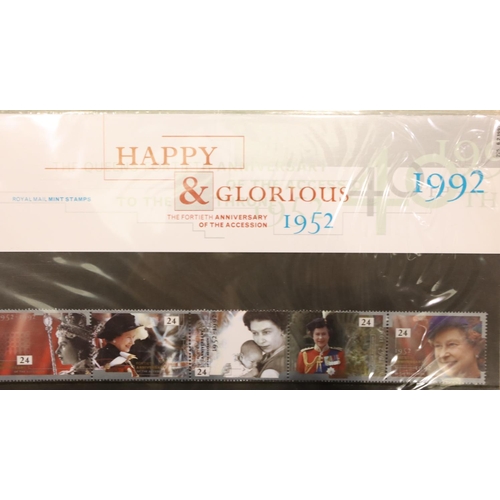 HAPPY
& GLORIOUS
1992
ROYAL MAIL MINT STAMPS
THE FORTIETH ANNIVERSARY
OF THE ACCESSION
1952
40
24
24
24
24
24